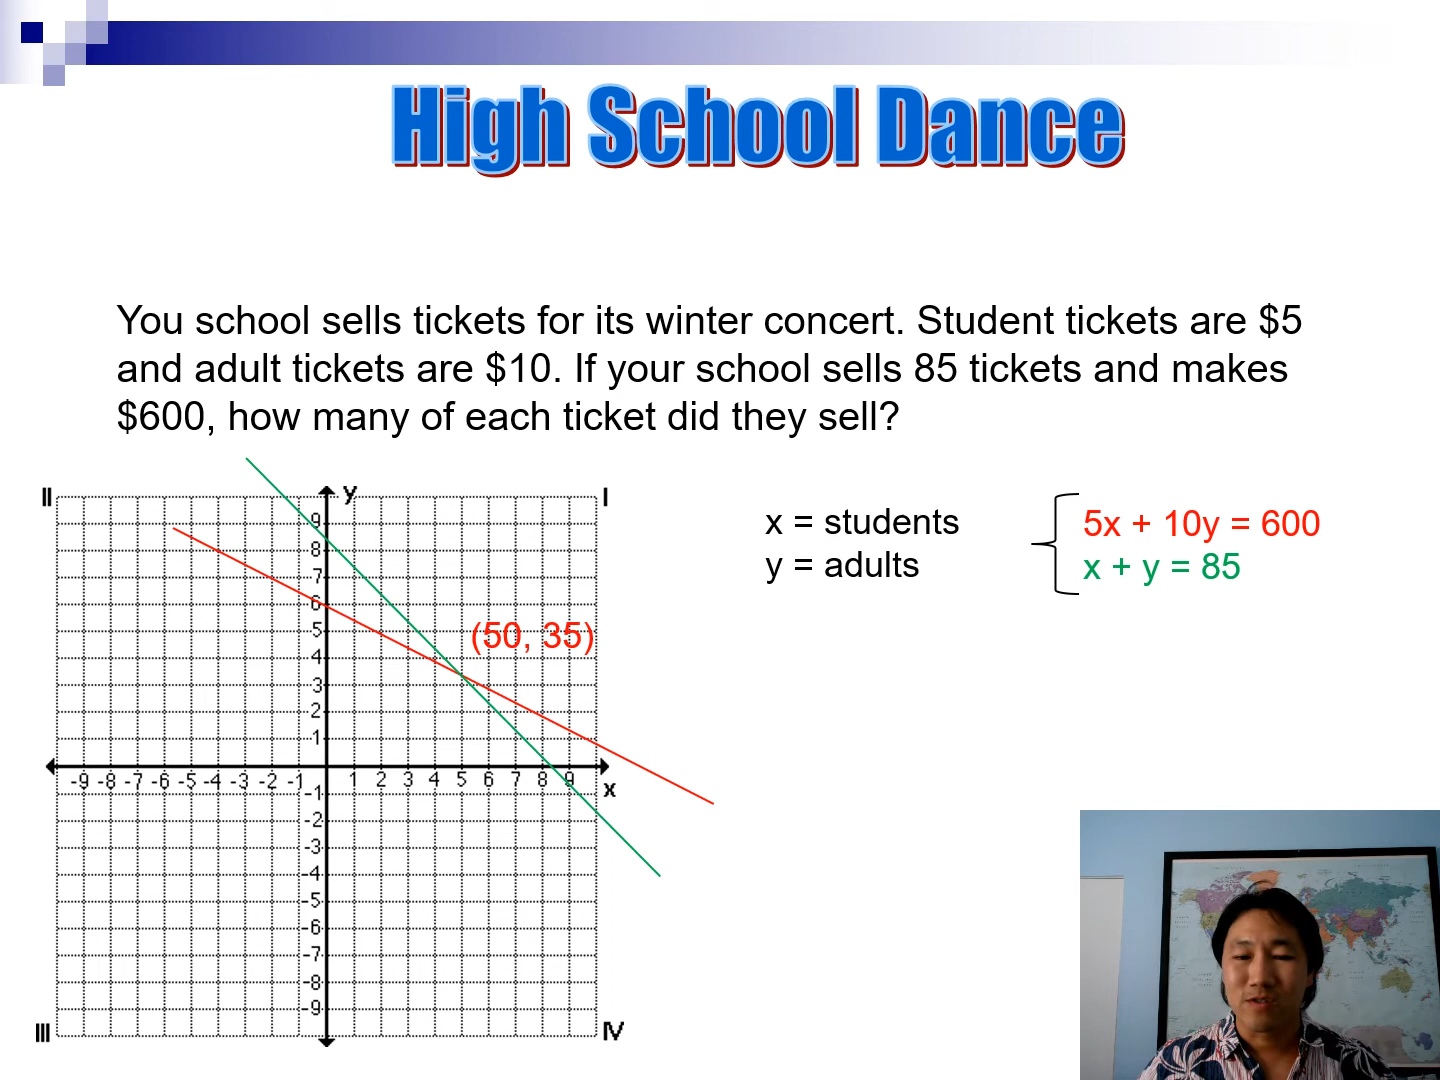 High School Dance
You school sells tickets for its winter concert. Student tickets are $5
and adult tickets are $10. If your school sells 85 tickets and makes
$600, how many of each ticket did they sell?
x = students
y = adults
5x + 10y = 600
x + y = 85
II
y
I
9
8
7
6
5
(50, 35)
4
3
2
1
-9 -8 -7 -6 -5 -4 -3 -2 -1 1 2 3 4 5 6 7 8 9
x
-1
-2
-3
-4
-5
-6
-7
-8
-9
III
IV